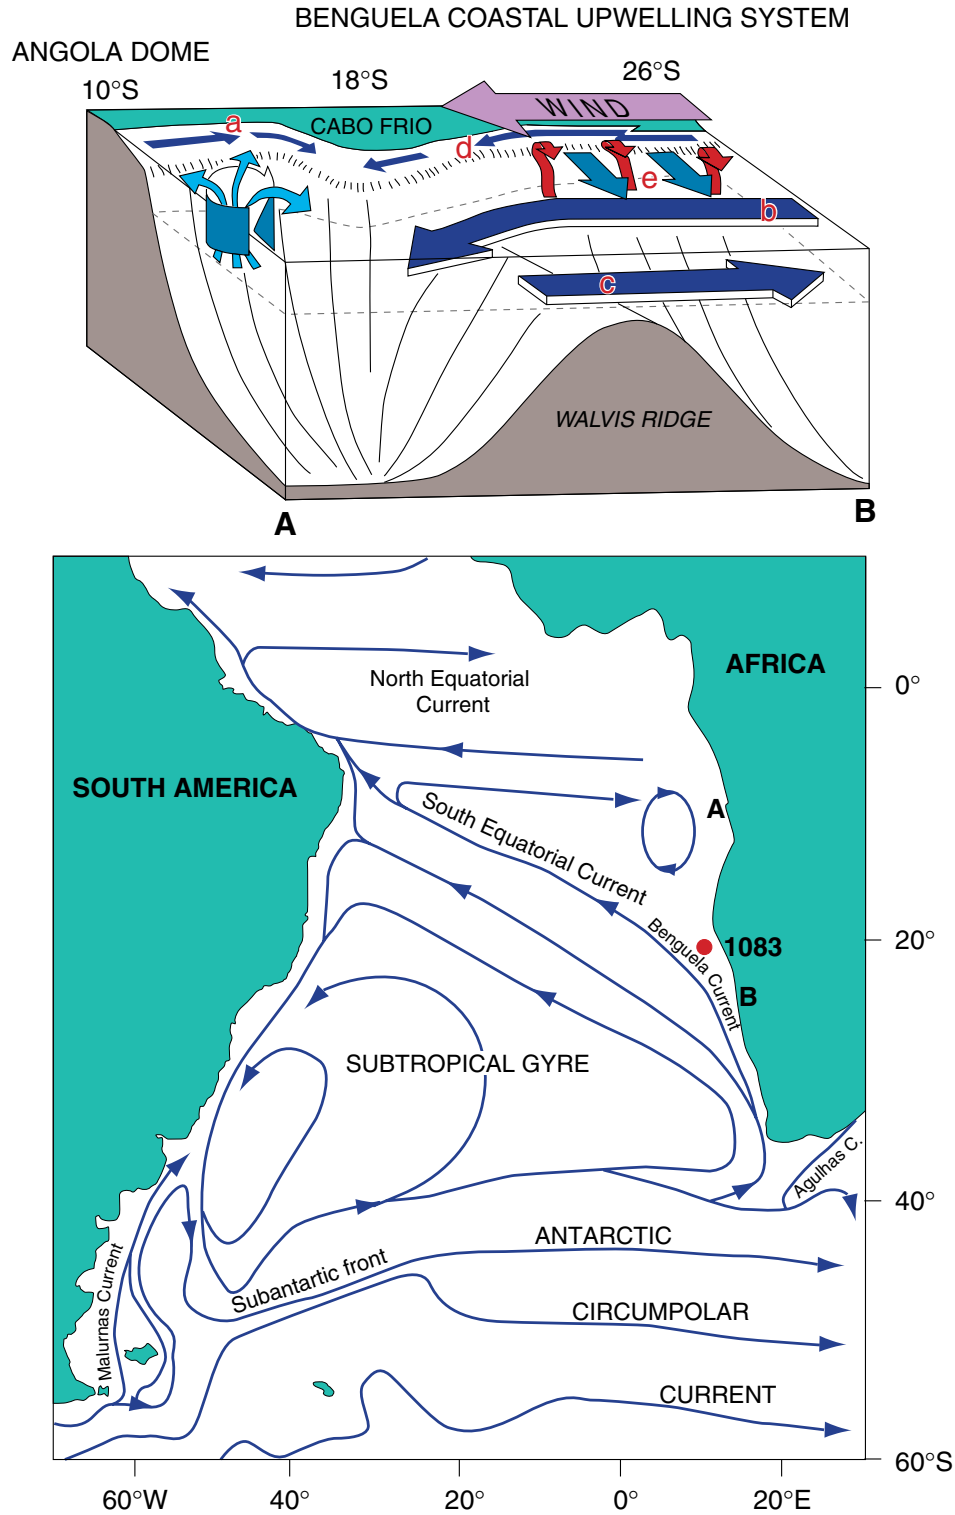 BENGUELA COASTAL UPWELLING SYSTEM
ANGOLA DOME
10°S
18°S
26°S
WIND
a
CABO FRIO
d
e
b
c
WALVIS RIDGE
A
B
AFRICA
North Equatorial
Current
0°
SOUTH AMERICA
South Equatorial Current
A
Benguela Current
1083
20°
B
SUBTROPICAL GYRE
Agulhas C.
40°
ANTARCTIC
Subantartic front
Malurnas Current
CIRCUMPOLAR
CURRENT
60°S
60°W
40°
20°
0°
20°E